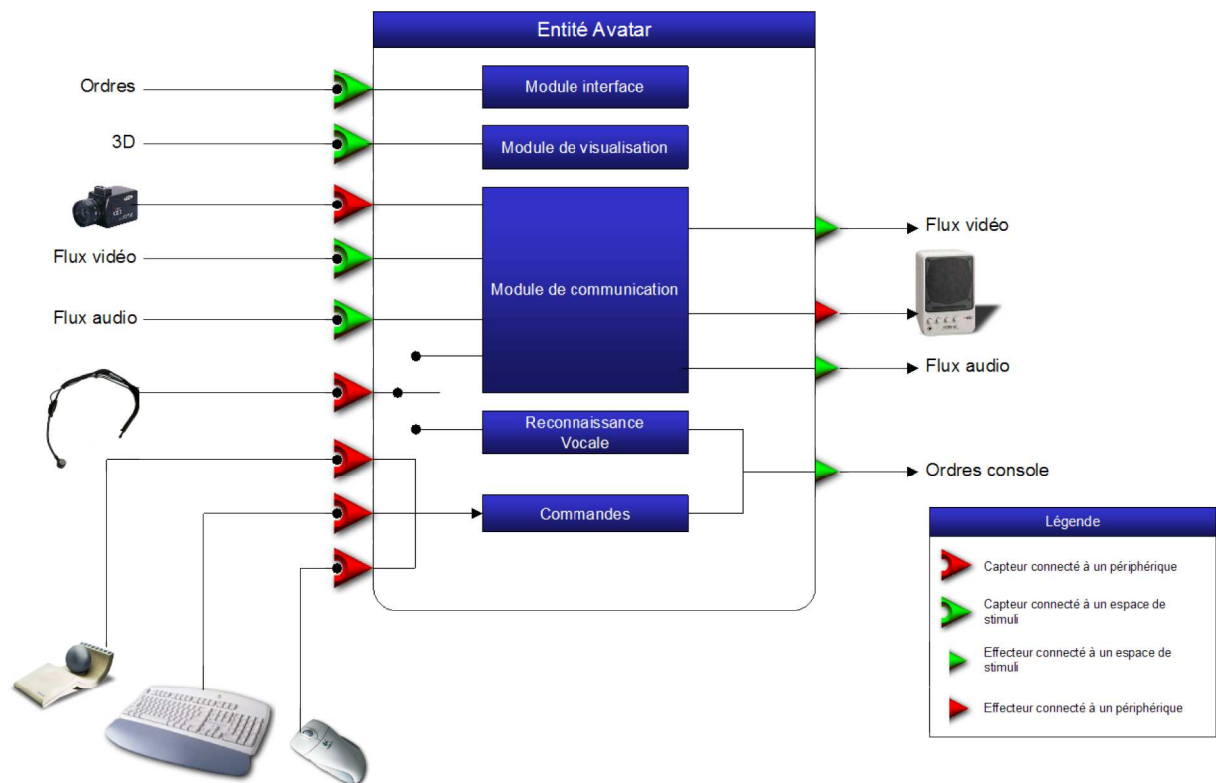 Entité Avatar
Ordres
Module interface
3D
Module de visualisation
Flux vidéo
Flux audio
Module de communication
Flux vidéo
Flux audio
Reconnaissance
Vocale
Ordres console
Commandes
Légende
Capteur connecté à un périphérique
Capteur connecté à un espace de
stimuli
Effecteur connecté à un espace de
stimuli
Effecteur connecté à un périphérique